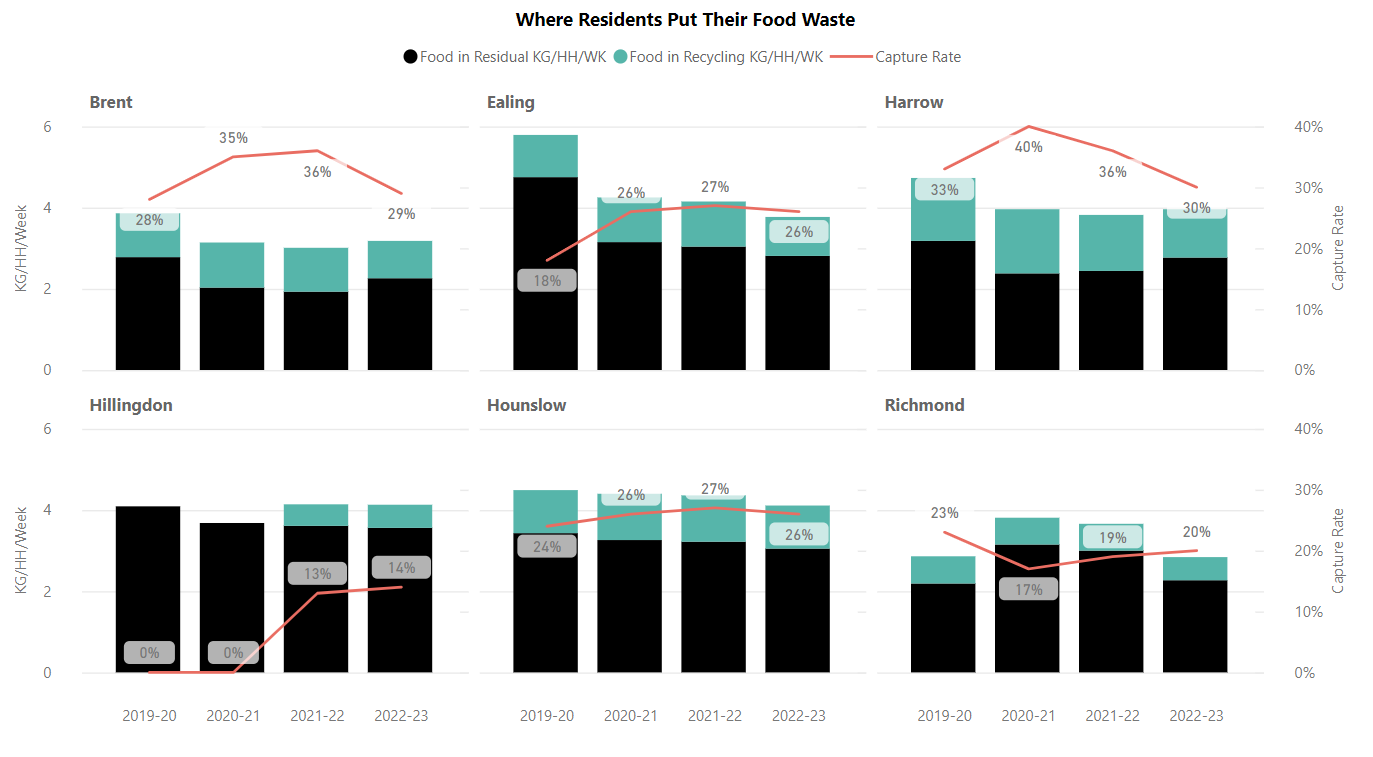 Where Residents Put Their Food Waste
Food in Residual KG/HH/WK Food in Recycling KG/HH/WK Capture Rate
Brent Ealing Harrow
6 40%
35%
40%
26% 27%
36% 36%
30%
33%
4 28% 29% 30%
26%
20%
KG/HH/Week Capture Rate
18%
2
10%
0 0%
Hillingdon Hounslow Richmond
6 40%
26% 27% 30%
4 23%
24% 26% 19% 20%
20%
KG/HH/Week Capture Rate
13% 14% 17%
2
10%
0% 0%
0 0%
2019-20 2020-21 2021-22 2022-23 2019-20 2020-21 2021-22 2022-23 2019-20 2020-21 2021-22 2022-23